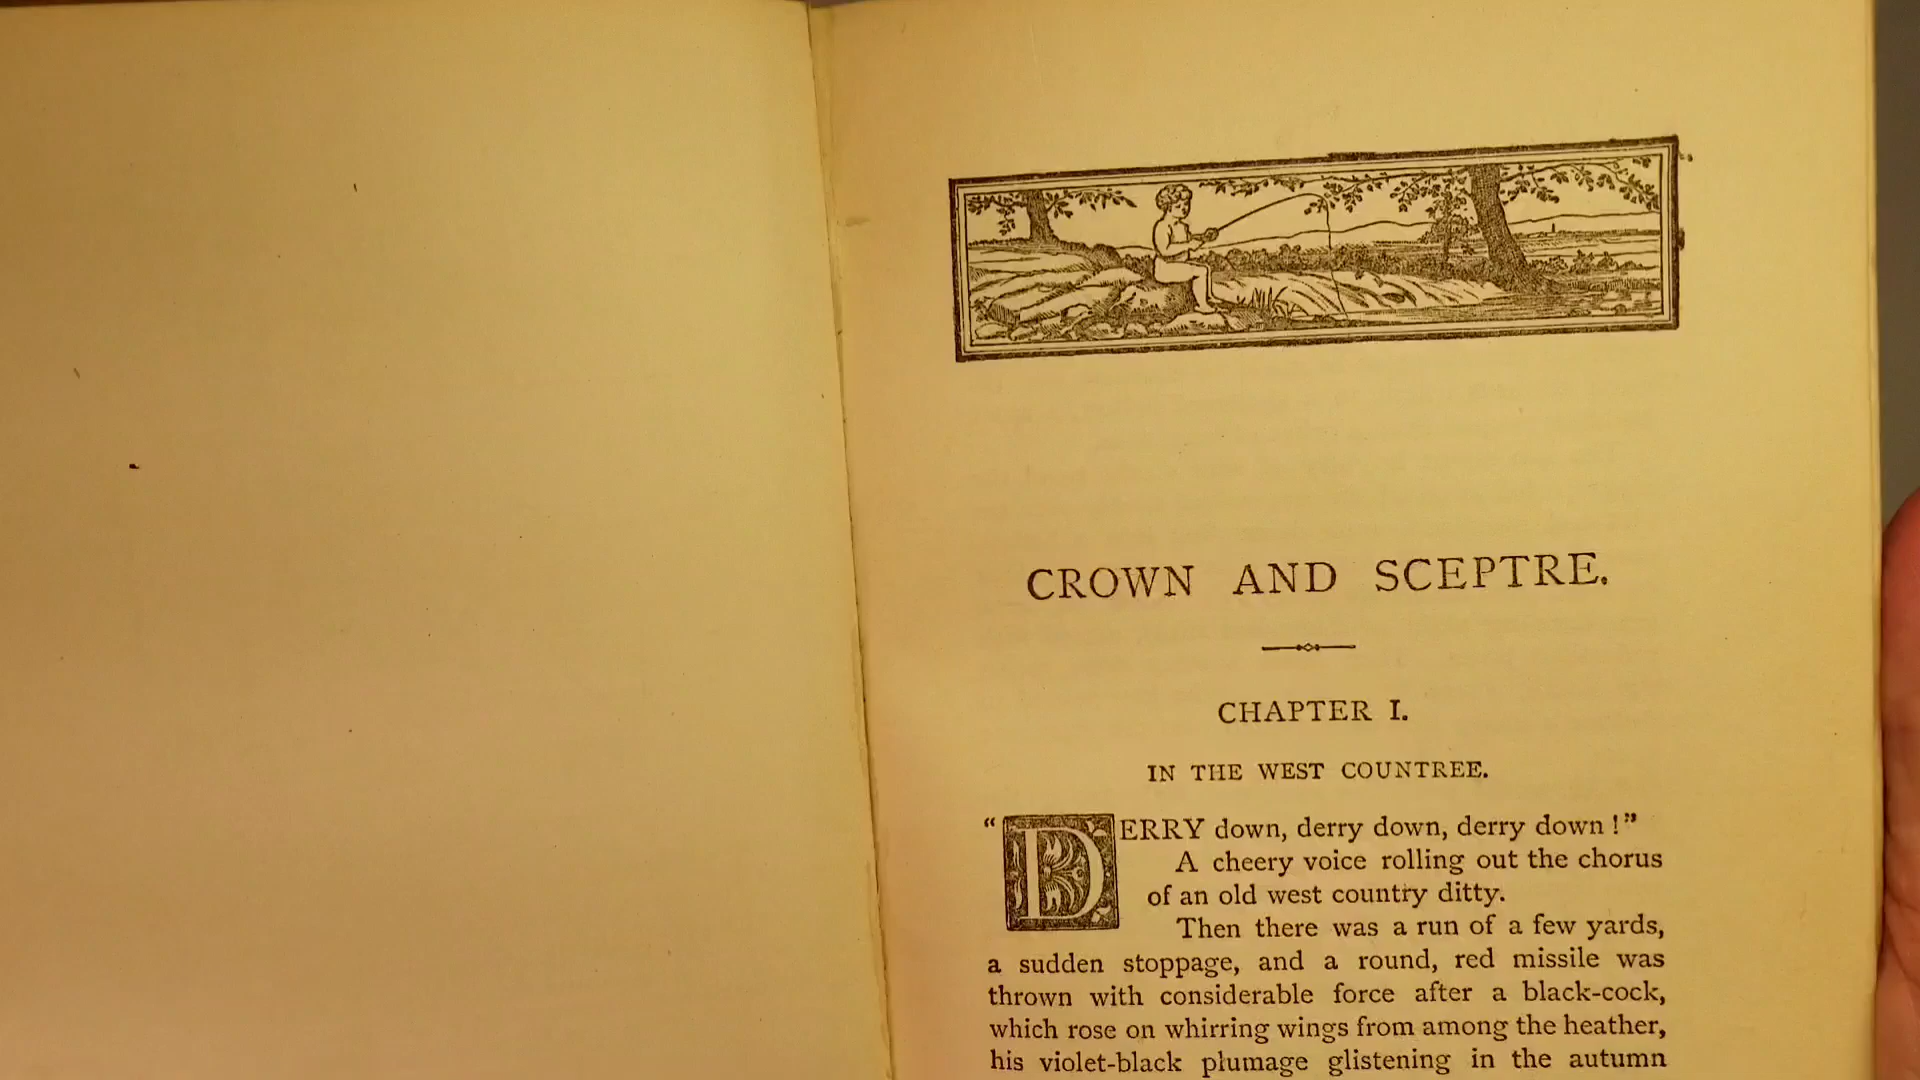 CROWN AND SCEPTRE.
CHAPTER I.
IN THE WEST COUNTREE.
“DERRY down, derry down, derry down!”
A cheery voice rolling out the chorus
of an old west country ditty.
Then there was a run of a few yards,
a sudden stoppage, and a round, red missile was
thrown with considerable force after a black-cock,
which rose on whirring wings from among the heather,
his violet-black plumage glistening in the autumn